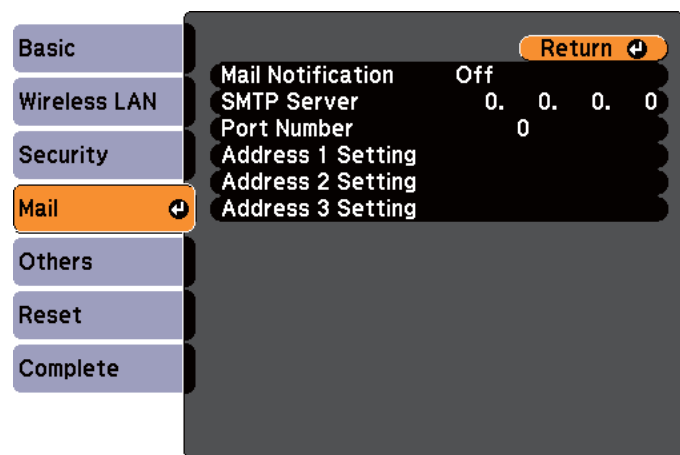 Basic
Wireless LAN
Security
Mail
Others
Reset
Complete
Return
Mail Notification Off
SMTP Server 0. 0. 0. 0
Port Number 0
Address 1 Setting
Address 2 Setting
Address 3 Setting